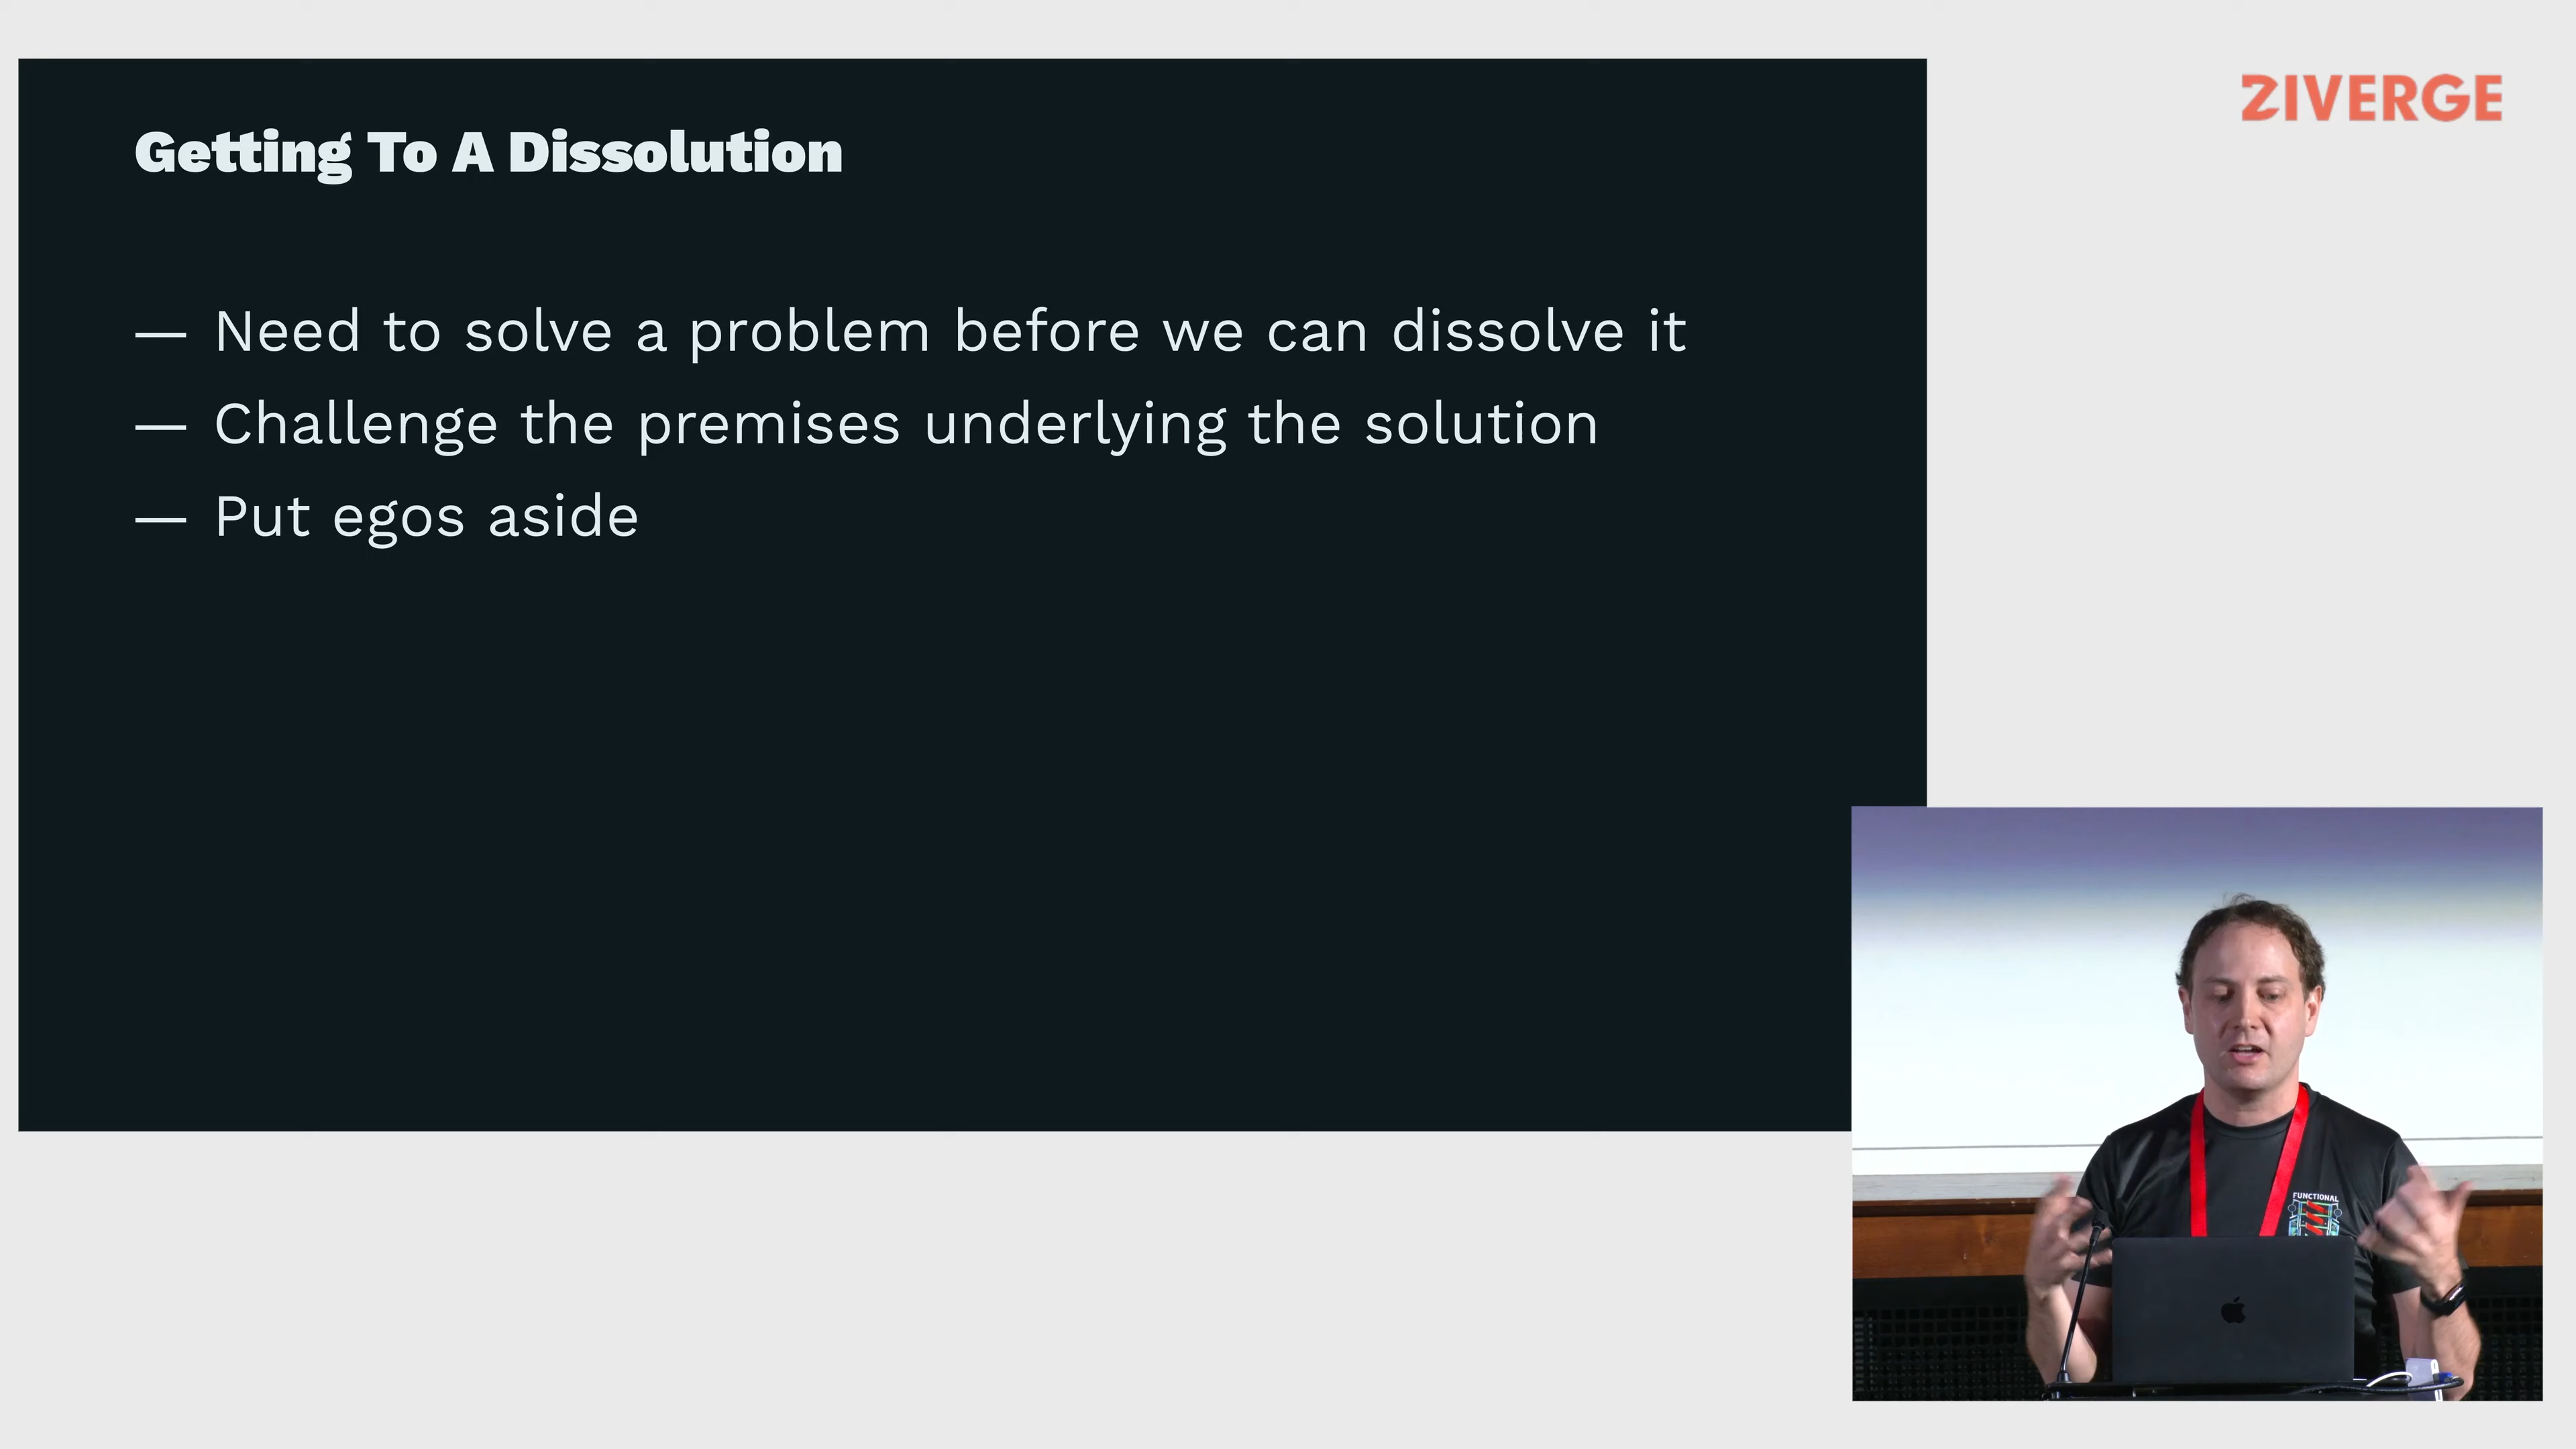 Getting To A Dissolution
ZIVERGE
— Need to solve a problem before we can dissolve it
— Challenge the premises underlying the solution
— Put egos aside
FUNCTIONAL